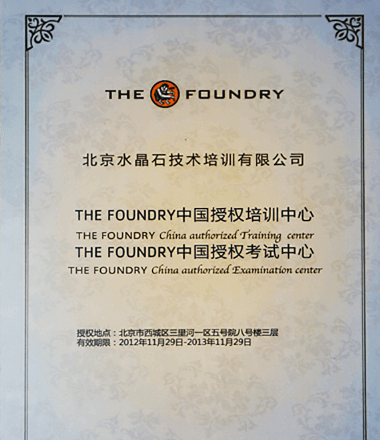 THE FOUNDRY
北京水晶石技术培训有限公司
THE FOUNDRY中国授权培训中心
THE FOUNDRY China authorized Training center
THE FOUNDRY中国授权考试中心
THE FOUNDRY China authorized Examination center
授权地点：北京市西城区三里河一区五号院八号楼三层
有效期限：2012年11月29日-2013年11月29日